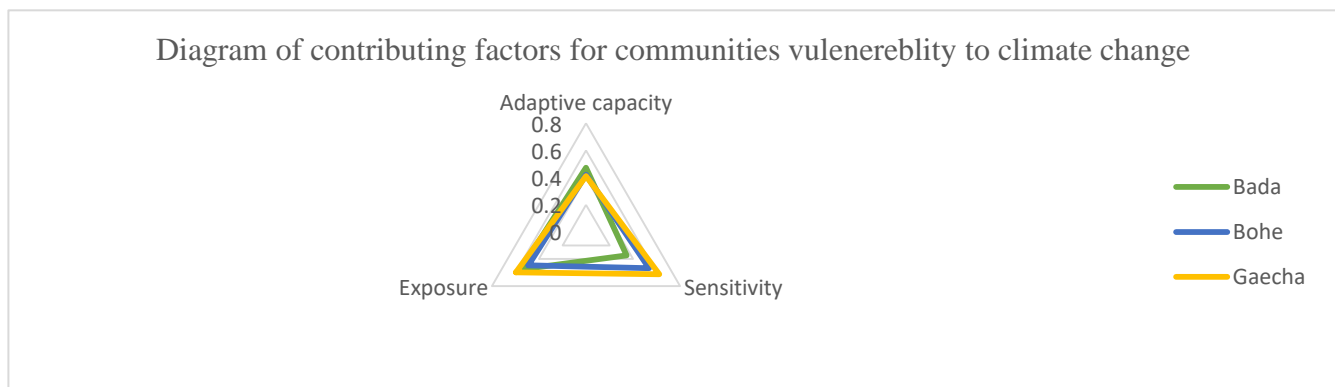 Diagram of contributing factors for communities vulenereblity to climate change
Adaptive capacity
0.8
0.6
0.4
0.2
0
Exposure
Sensitivity
Bada
Bohe
Gaecha